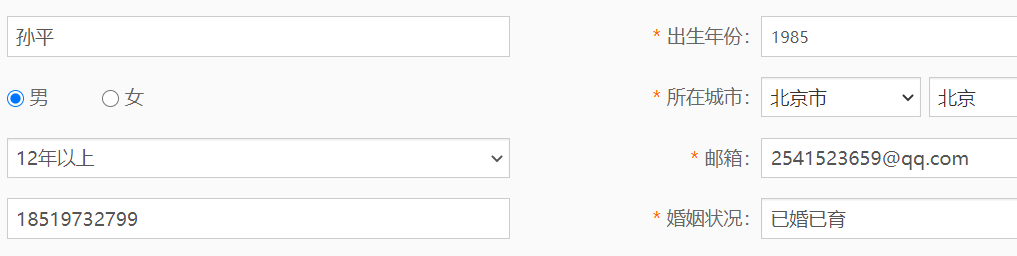 孙平 * 出生年份： 1985
男 女 * 所在城市： 北京市 北京
12年以上 * 邮箱： 2541523659@qq.com
18519732799 * 婚姻状况： 已婚已育